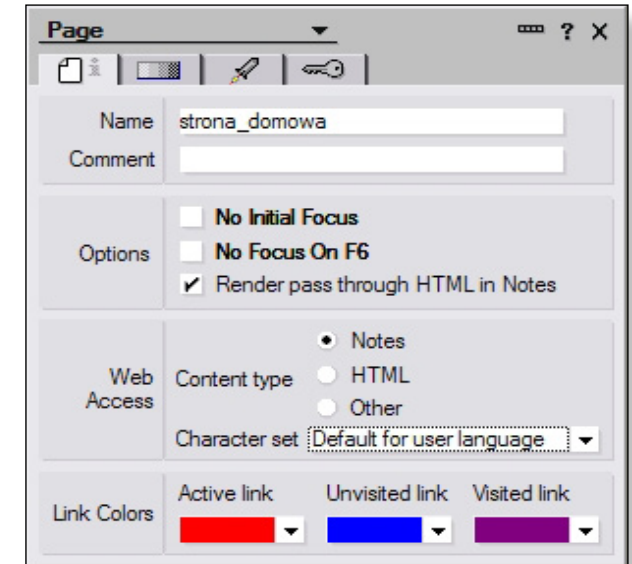 Page ? X
Name strona_domowa
Comment
No Initial Focus
Options No Focus On F6
Render pass through HTML in Notes
Notes
Web Access Content type HTML
Other
Character set Default for user language
Active link Unvisited link Visited link
Link Colors